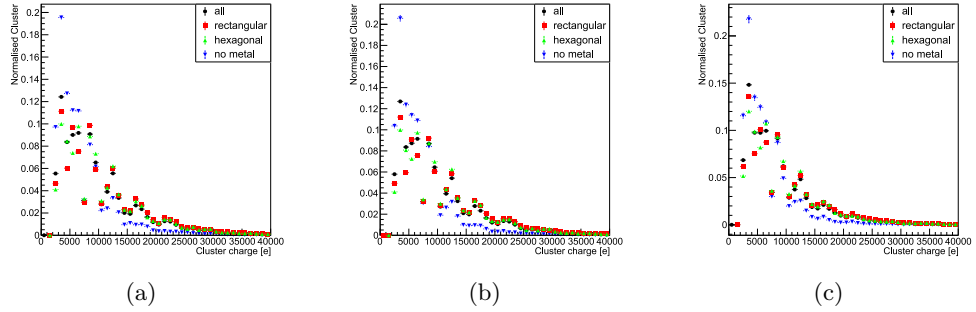 Normalised Cluster
0.2
0.18
0.16
0.14
0.12
0.1
0.08
0.06
0.04
0.02
0
0 5000 10000 15000 20000 25000 30000 35000 40000
Cluster charge [e]
all
rectangular
hexagonal
no metal
(a)
Normalised Cluster
0.2
0.18
0.16
0.14
0.12
0.1
0.08
0.06
0.04
0.02
0
0 5000 10000 15000 20000 25000 30000 35000 40000
Cluster charge [e]
all
rectangular
hexagonal
no metal
(b)
Normalised Cluster
0.2
0.15
0.1
0.05
0
0 5000 10000 15000 20000 25000 30000 35000 40000
Cluster charge [e]
all
rectangular
hexagonal
no metal
(c)